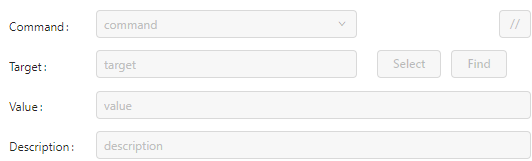 Command: command //
Target: target Select Find
Value: value
Description: description